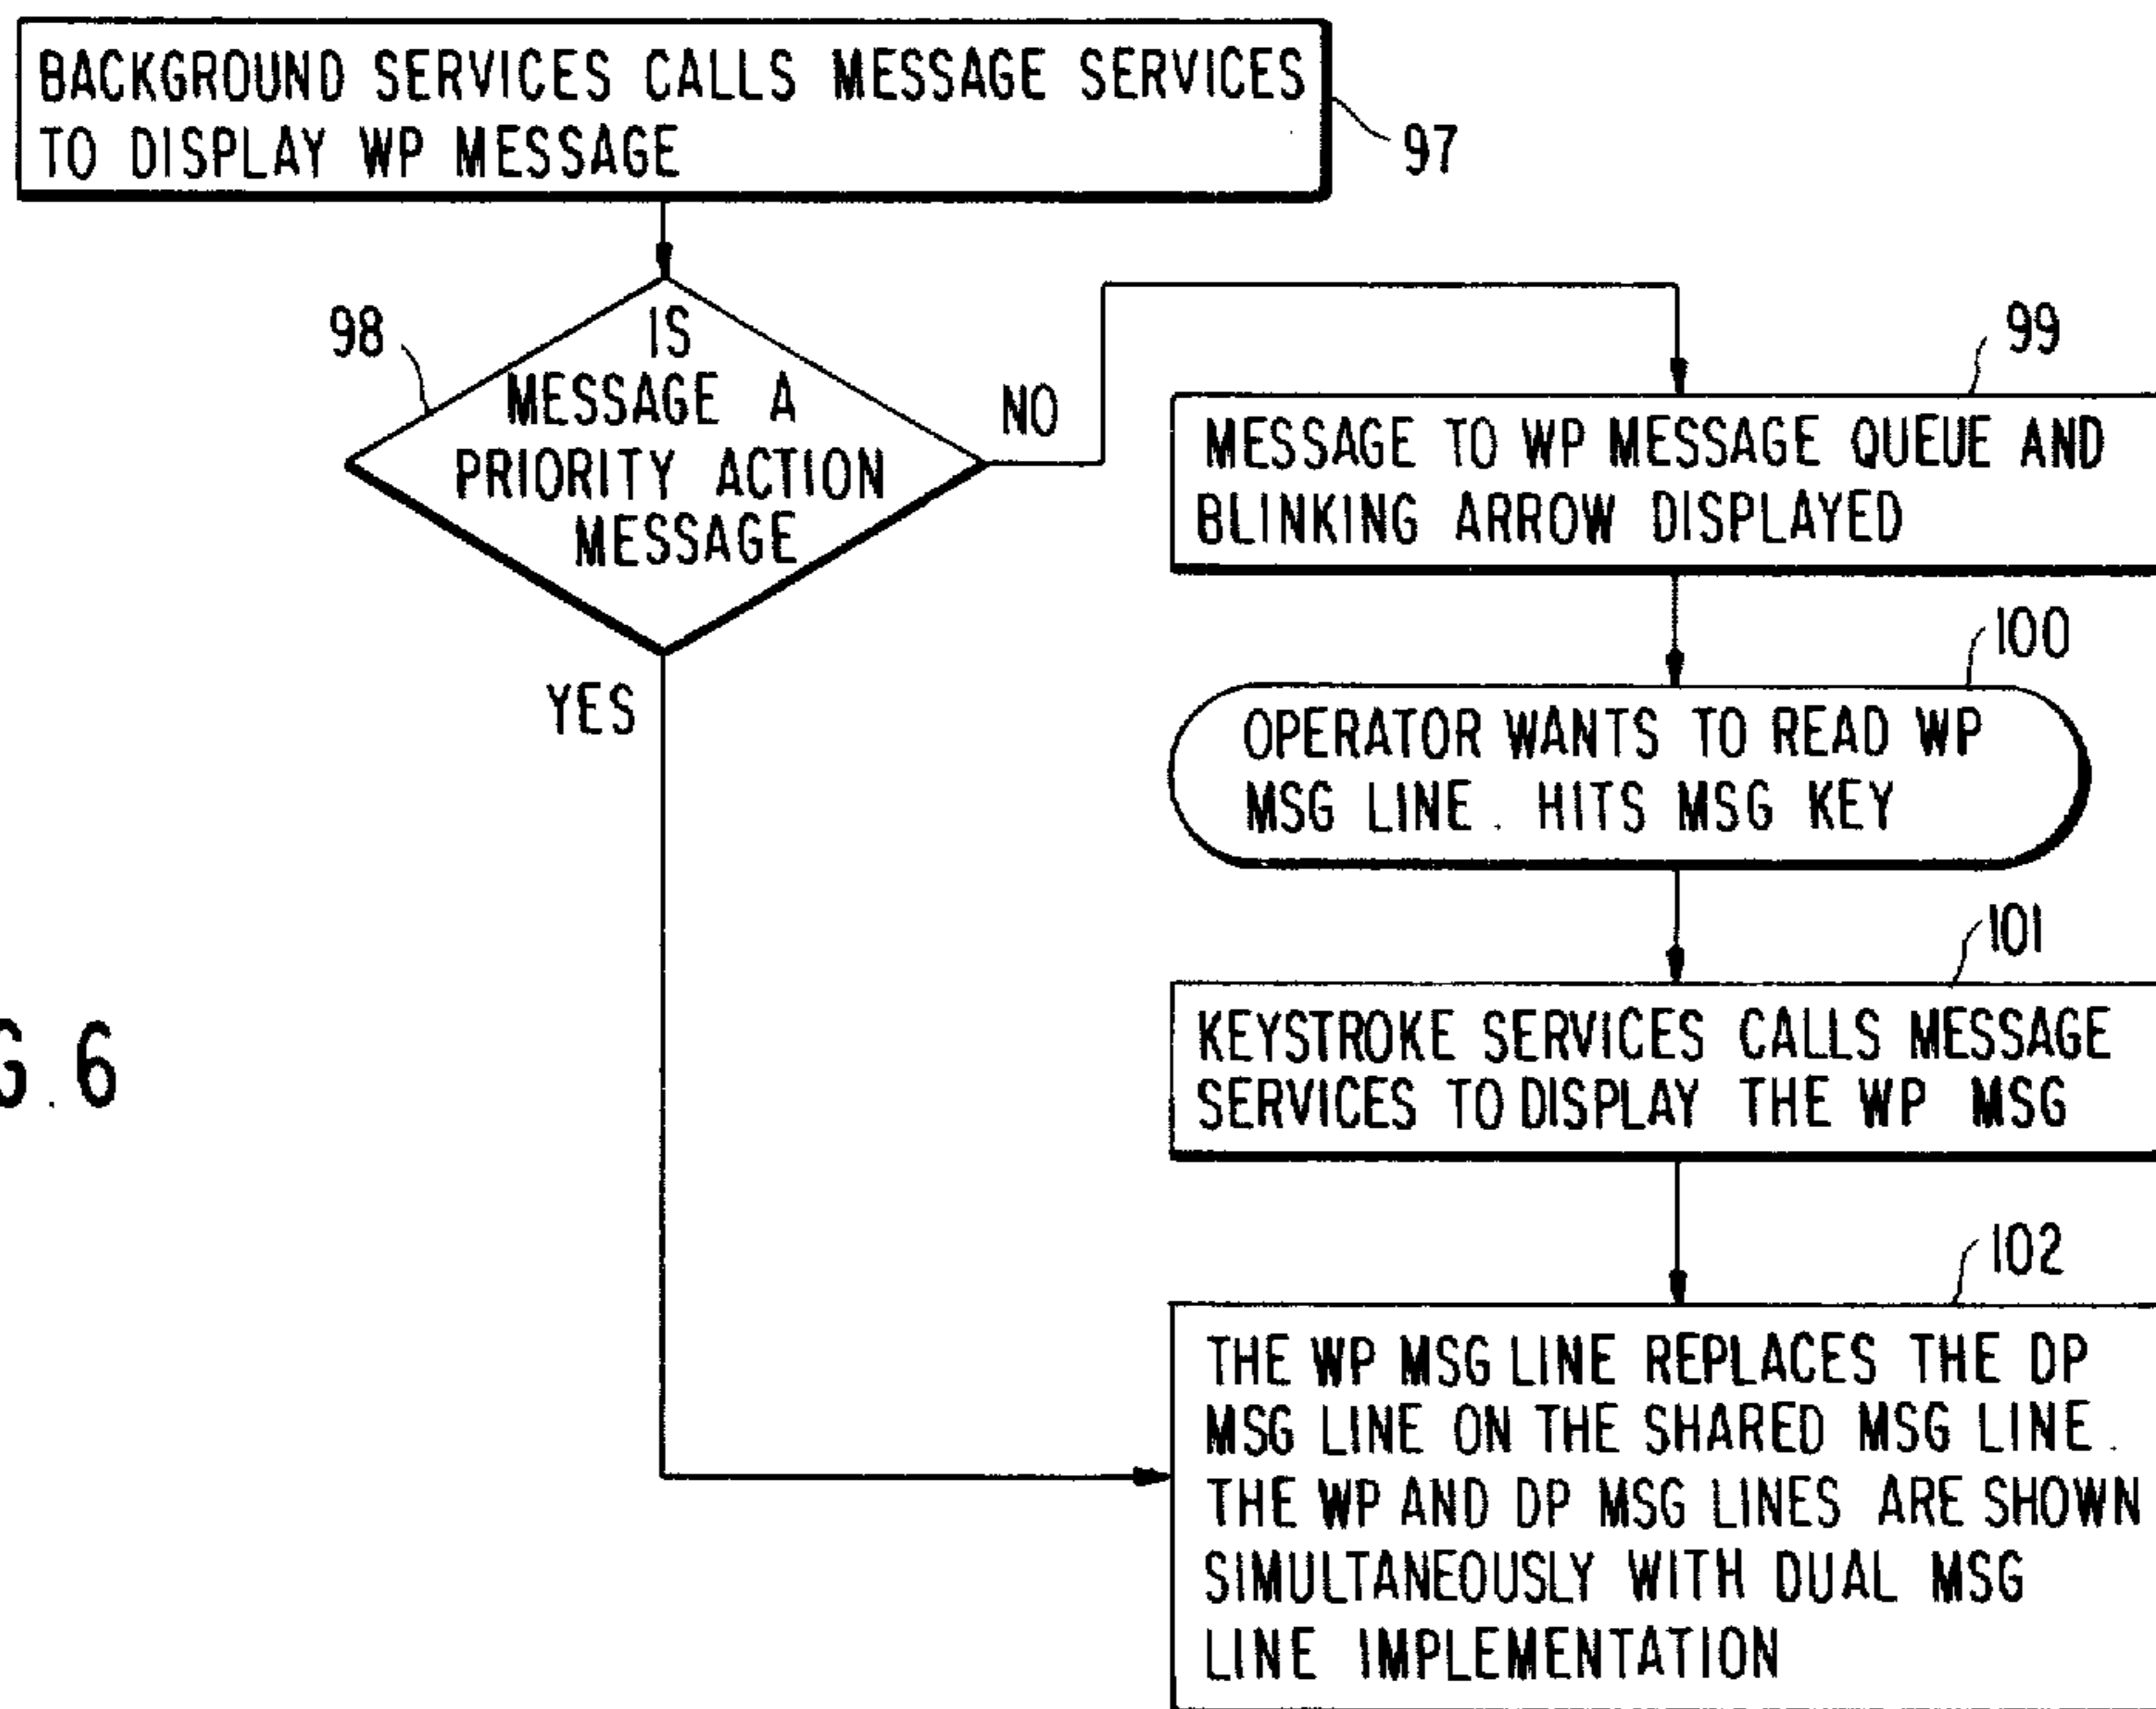 BACKGROUND SERVICES CALLS MESSAGE SERVICES
TO DISPLAY WP MESSAGE
97
98
IS
MESSAGE A
PRIORITY ACTION
MESSAGE
NO
YES
99
MESSAGE TO WP MESSAGE QUEUE AND
BLINKING ARROW DISPLAYED
100
OPERATOR WANTS TO READ WP
MSG LINE. HITS MSG KEY
101
KEYSTROKE SERVICES CALLS MESSAGE
SERVICES TO DISPLAY THE WP MSG
G.6
102
THE WP MSG LINE REPLACES THE DP
MSG LINE ON THE SHARED MSG LINE.
THE WP AND DP MSG LINES ARE SHOWN
SIMULTANEOUSLY WITH DUAL MSG
LINE IMPLEMENTATION